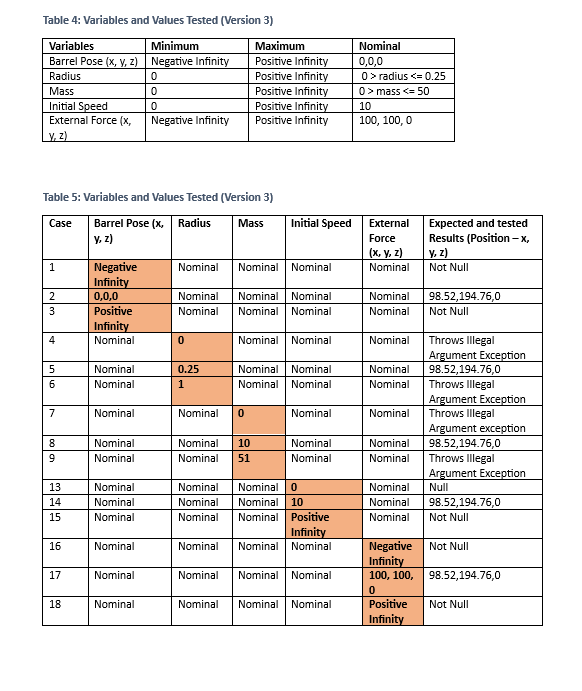 Table 4: Variables and Values Tested (Version 3)
Variables Minimum Maximum Nominal
Barrel Pose (x, y, z) Negative Infinity Positive Infinity 0,0,0
Radius 0 Positive Infinity 0 > radius <= 0.25
Mass 0 Positive Infinity 0 > mass <= 50
Initial Speed 0 Positive Infinity 10
External Force (x, Negative Infinity Positive Infinity 100, 100, 0
y, z)
Table 5: Variables and Values Tested (Version 3)
Case Barrel Pose (x, Radius Mass Initial Speed External Expected and tested
y, z) Force Results (Position – x,
(x, y, z) y, z)
1 Negative Nominal Nominal Nominal Nominal Not Null
Infinity
2 0,0,0 Nominal Nominal Nominal Nominal 98.52,194.76,0
3 Positive Nominal Nominal Nominal Nominal Not Null
Infinity
4 Nominal 0 Nominal Nominal Nominal Throws Illegal
Argument Exception
5 Nominal 0.25 Nominal Nominal Nominal 98.52,194.76,0
6 Nominal 1 Nominal Nominal Nominal Throws Illegal
Argument Exception
7 Nominal Nominal 0 Nominal Nominal Throws Illegal
Argument exception
8 Nominal Nominal 10 Nominal Nominal 98.52,194.76,0
9 Nominal Nominal 51 Nominal Nominal Throws Illegal
Argument Exception
13 Nominal Nominal Nominal 0 Nominal Null
14 Nominal Nominal Nominal 10 Nominal 98.52,194.76,0
15 Nominal Nominal Nominal Positive Nominal Not Null
Infinity
16 Nominal Nominal Nominal Nominal Negative Not Null
Infinity
17 Nominal Nominal Nominal Nominal 100, 100, 98.52,194.76,0
0
18 Nominal Nominal Nominal Nominal Positive Not Null
Infinity